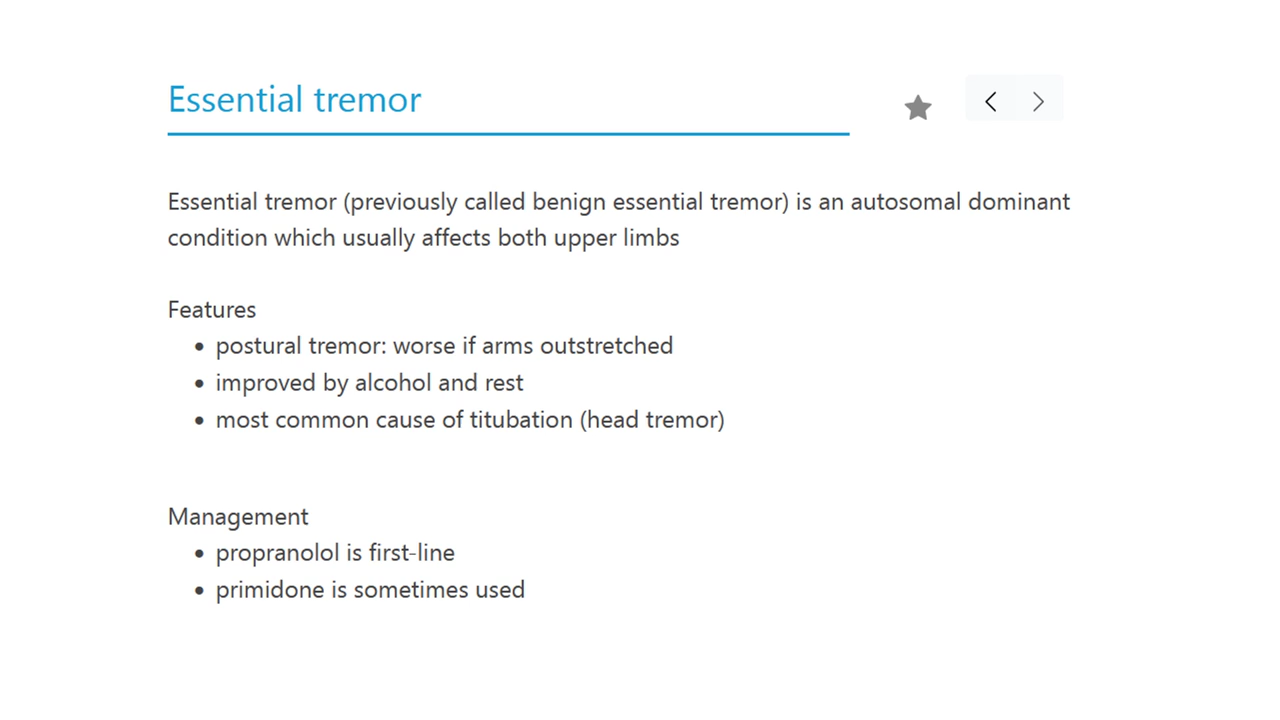 Essential tremor
Essential tremor (previously called benign essential tremor) is an autosomal dominant
condition which usually affects both upper limbs
Features
• postural tremor: worse if arms outstretched
• improved by alcohol and rest
• most common cause of titubation (head tremor)
Management
• propranolol is first-line
• primidone is sometimes used